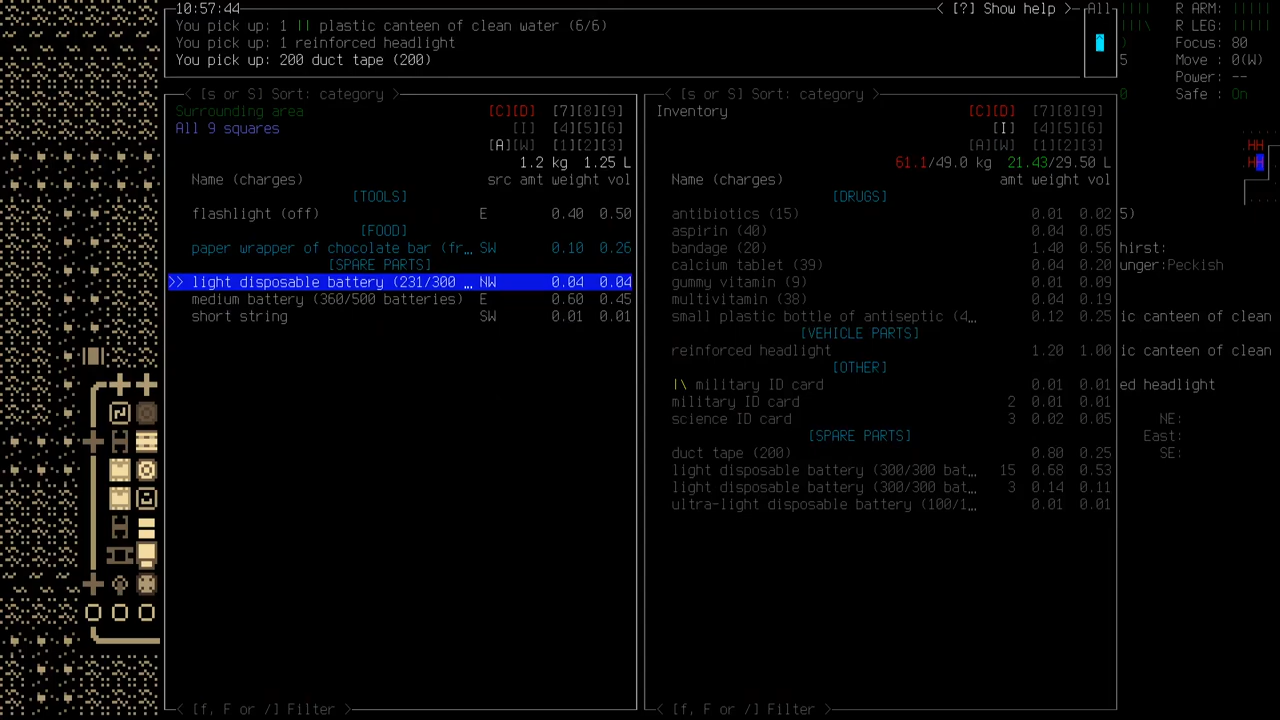 10:57:44
< [?] Show help >
All
You pick up: 1 || plastic canteen of clean water (6/6)
You pick up: 1 reinforced headlight
You pick up: 200 duct tape (200)
R ARM:
R LEG:
Focus: 80
5 Move : 0(W)
Power: --
0 Safe : On
< [s or S] Sort: category >
Surrounding area [C][D] [7][8][9]
All 9 squares [I] [4][5][6]
[A][W] [1][2][3]
1.2 kg 1.25 L
Name (charges) src amt weight vol
[TOOLS]
flashlight (off) E 0.40 0.50
[FOOD]
paper wrapper of chocolate bar (fr… SW 0.10 0.26
[SPARE PARTS]
>> light disposable battery (231/300 … NW 0.04 0.04
medium battery (360/500 batteries) E 0.60 0.45
short string SW 0.01 0.01
< [f, F or /] Filter >
< [s or S] Sort: category >
Inventory [C][D] [7][8][9]
[I] [4][5][6]
[A][W] [1][2][3]
61.1/49.0 kg 21.43/29.50 L
Name (charges) amt weight vol
[DRUGS]
antibiotics (15) 0.01 0.02
aspirin (40) 0.04 0.05
bandage (20) 1.40 0.56
calcium tablet (39) 0.04 0.20
gummy vitamin (9) 0.01 0.09
multivitamin (38) 0.04 0.19
small plastic bottle of antiseptic (4… 0.12 0.25
[VEHICLE PARTS]
reinforced headlight 1.20 1.00
[OTHER]
|\ military ID card 0.01 0.01
military ID card 2 0.01 0.01
science ID card 3 0.02 0.05
[SPARE PARTS]
duct tape (200) 0.80 0.25
light disposable battery (300/300 bat… 15 0.68 0.53
light disposable battery (300/300 bat… 3 0.14 0.11
ultra-light disposable battery (100/1… 0.01 0.01
< [f, F or /] Filter >
HH
HH
5)
hirst:
unger:Peckish
ic canteen of clean
ic canteen of clean
ed headlight
NE:
East:
SE: